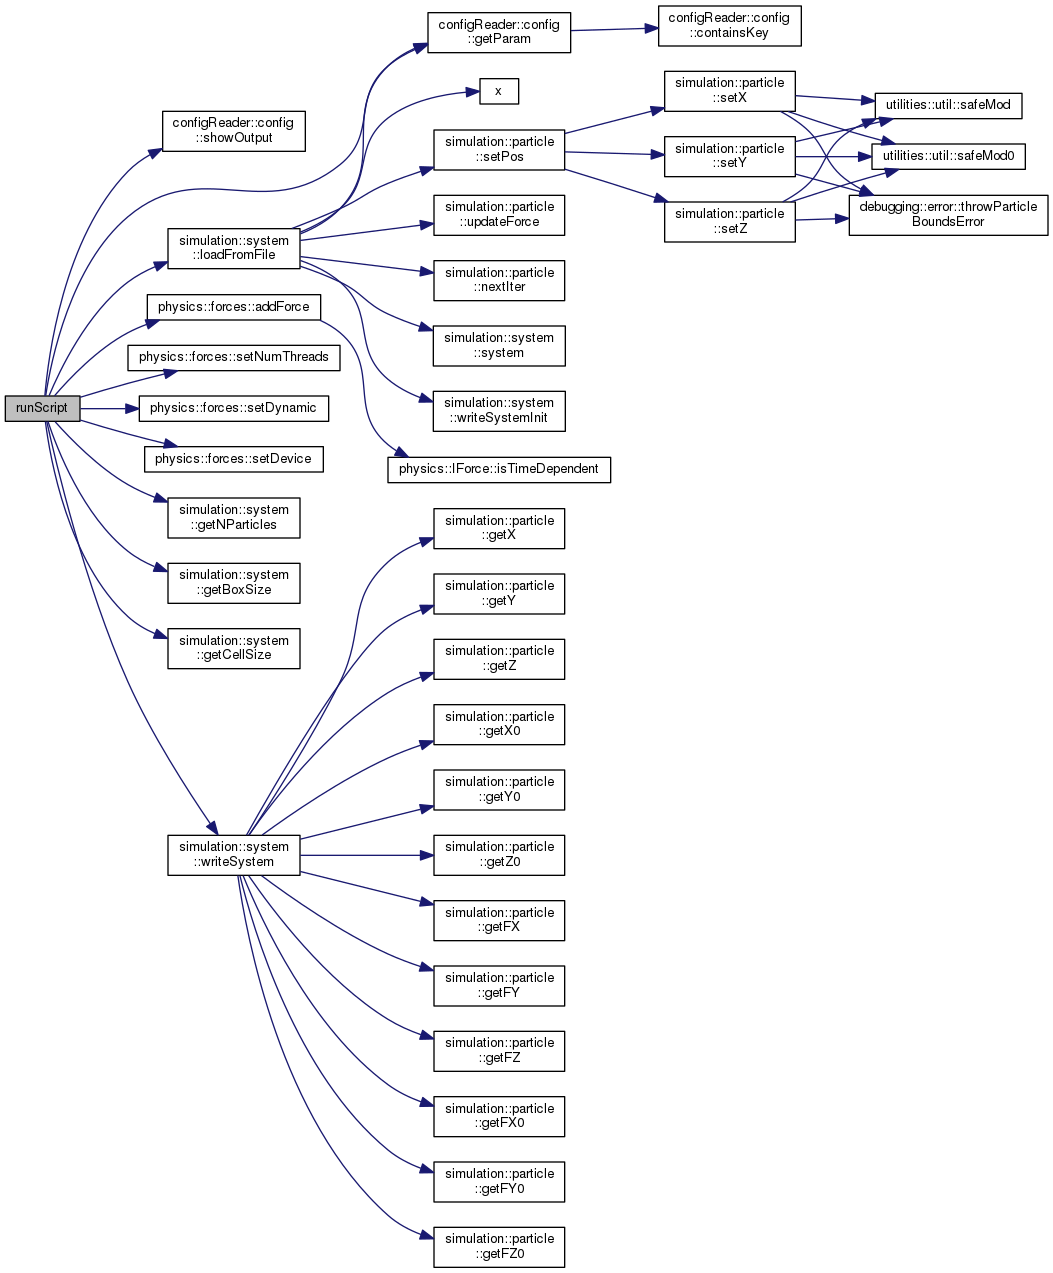 runScript
configReader::config
::showOutput
simulation::system
::loadFromFile
physics::forces::addForce
physics::forces::setNumThreads
physics::forces::setDynamic
physics::forces::setDevice
simulation::system
::getNParticles
simulation::system
::getBoxSize
simulation::system
::getCellSize
simulation::system
::writeSystem
configReader::config
::getParam
x
simulation::particle
::setPos
simulation::particle
::updateForce
simulation::particle
::nextIter
simulation::system
::system
simulation::system
::writeSystemInit
physics::IForce::isTimeDependent
simulation::particle
::getX
simulation::particle
::getY
simulation::particle
::getZ
simulation::particle
::getX0
simulation::particle
::getY0
simulation::particle
::getZ0
simulation::particle
::getFX
simulation::particle
::getFY
simulation::particle
::getFZ
simulation::particle
::getFX0
simulation::particle
::getFY0
simulation::particle
::getFZ0
configReader::config
::containsKey
simulation::particle
::setX
simulation::particle
::setY
simulation::particle
::setZ
utilities::util::safeMod
utilities::util::safeMod0
debugging::error::throwParticle
BoundsError